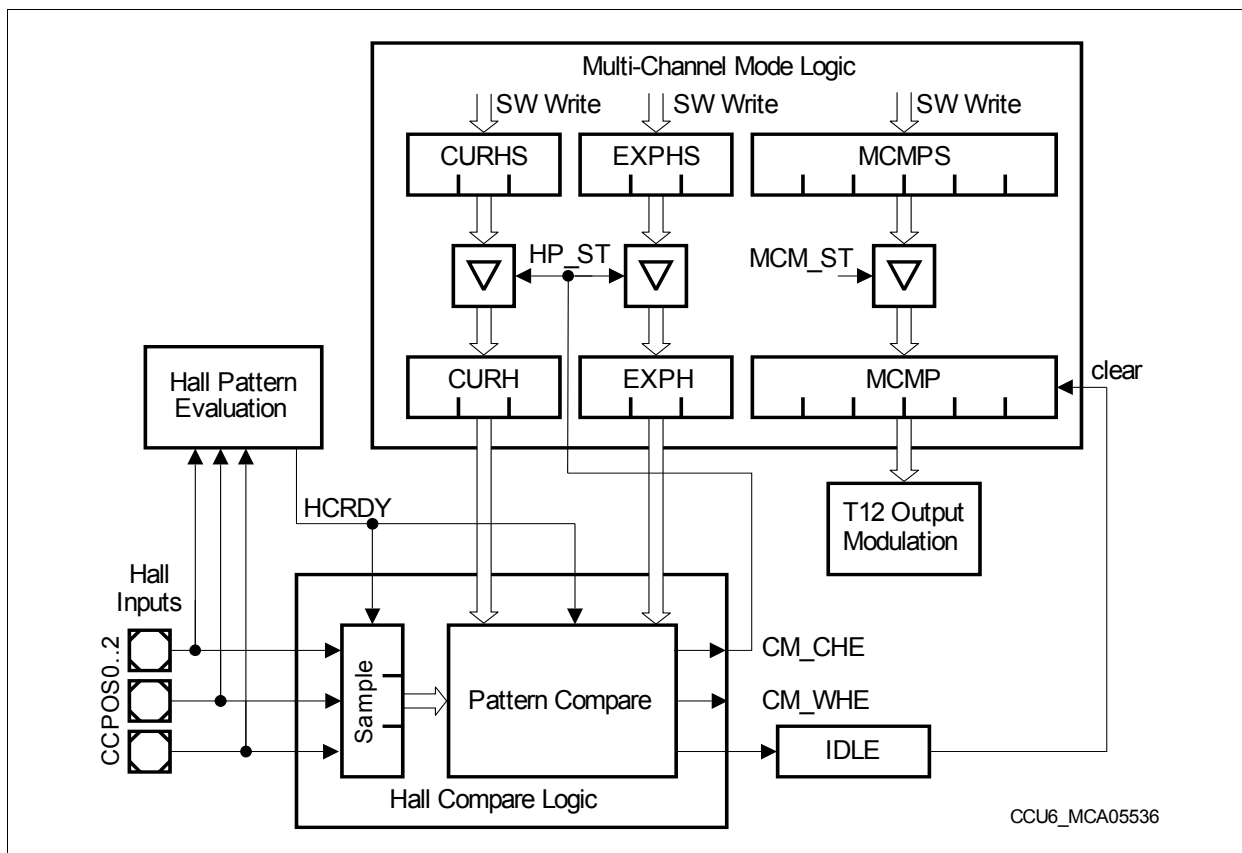 Multi-Channel Mode Logic
SW Write
SW Write
SW Write
CURHS
EXPHS
MCMPS
HP_ST
MCM_ST
Hall Pattern
Evaluation
CURH
EXPH
MCMP
clear
HCRDY
T12 Output
Modulation
Hall
Inputs
CCPOS0..2
Sample
Pattern Compare
CM_CHE
CM_WHE
IDLE
Hall Compare Logic
CCU6_MCA05536